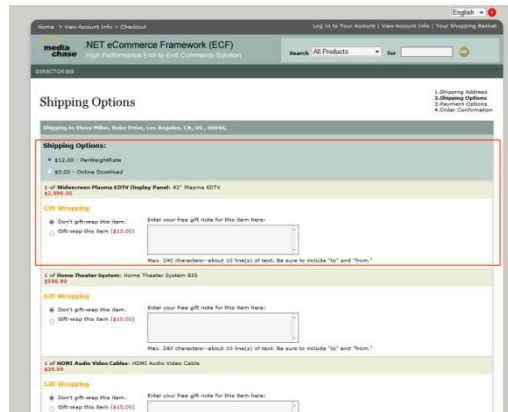 English
Home > View Account Info > Checkout
Log In to Your Account | View Account Info | Your Shopping Basket
media chase
.NET eCommerce Framework (ECF)
High Performance End-to-End Commerce Solution
Search All Products for
DIRECTORIES
Shipping Options
1.Shipping Address
2.Shipping Options
3.Payment Options
4.Order Confirmation
Shipping to Steve Miller, Los Angeles, CA, US
Shipping Options:
$12.00 - PerWeightRate
$0.00 - Online Download
1 of Widescreen Plasma EDTV Display Panel: 42" Plasma EDTV
$2,999.00
Gift Wrapping
Don't gift-wrap this item.
Gift-wrap this item ($10.00)
Enter your free gift note for this item here:
Max. 240 characters--about 10 line(s) of text. Be sure to include "to" and "from."
1 of Home Theater System: Home Theater System BIG
$598.99
Gift Wrapping
Don't gift-wrap this item.
Gift-wrap this item ($10.00)
Enter your free gift note for this item here:
Max. 240 characters--about 10 line(s) of text. Be sure to include "to" and "from."
1 of HDMI Audio Video Cables: HDMI Audio Video Cable
$39.99
Gift Wrapping
Don't gift-wrap this item.
Gift-wrap this item ($10.00)
Enter your free gift note for this item here: